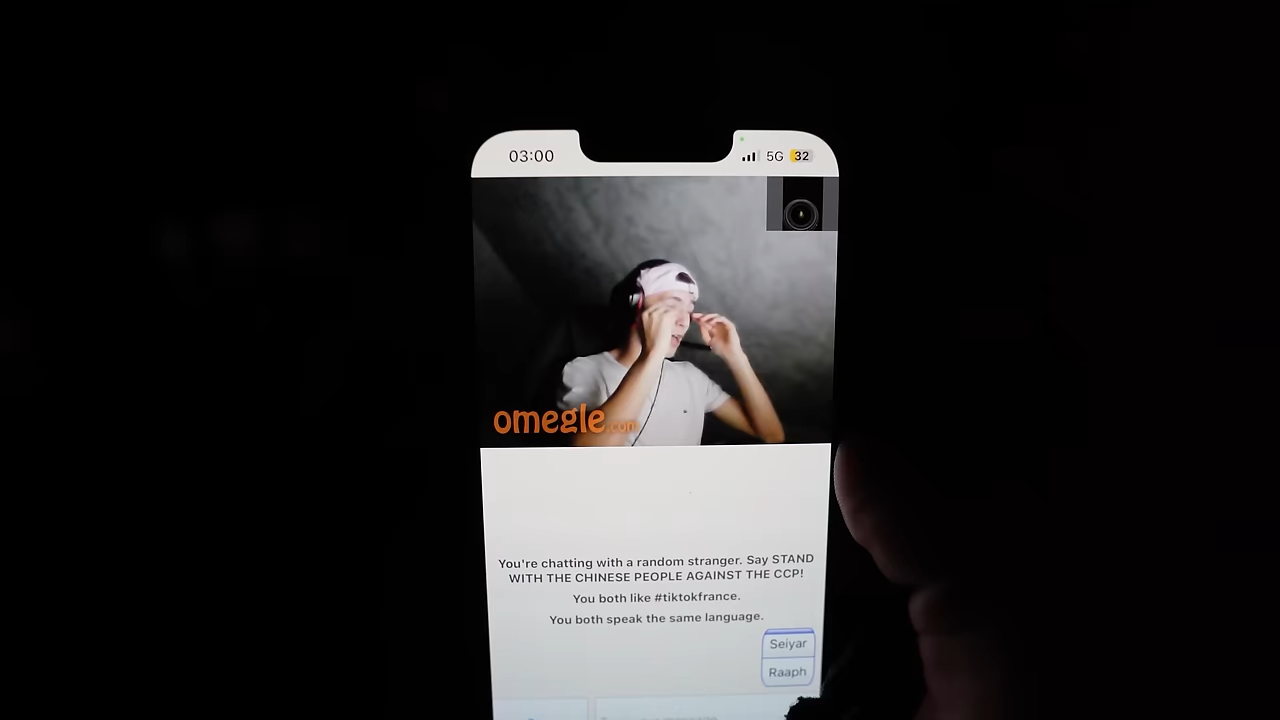 03:00 5G 32
omegle.com
You're chatting with a random stranger. Say STAND
WITH THE CHINESE PEOPLE AGAINST THE CCP!
You both like #tiktokfrance.
You both speak the same language.
Seiyar
Raaph